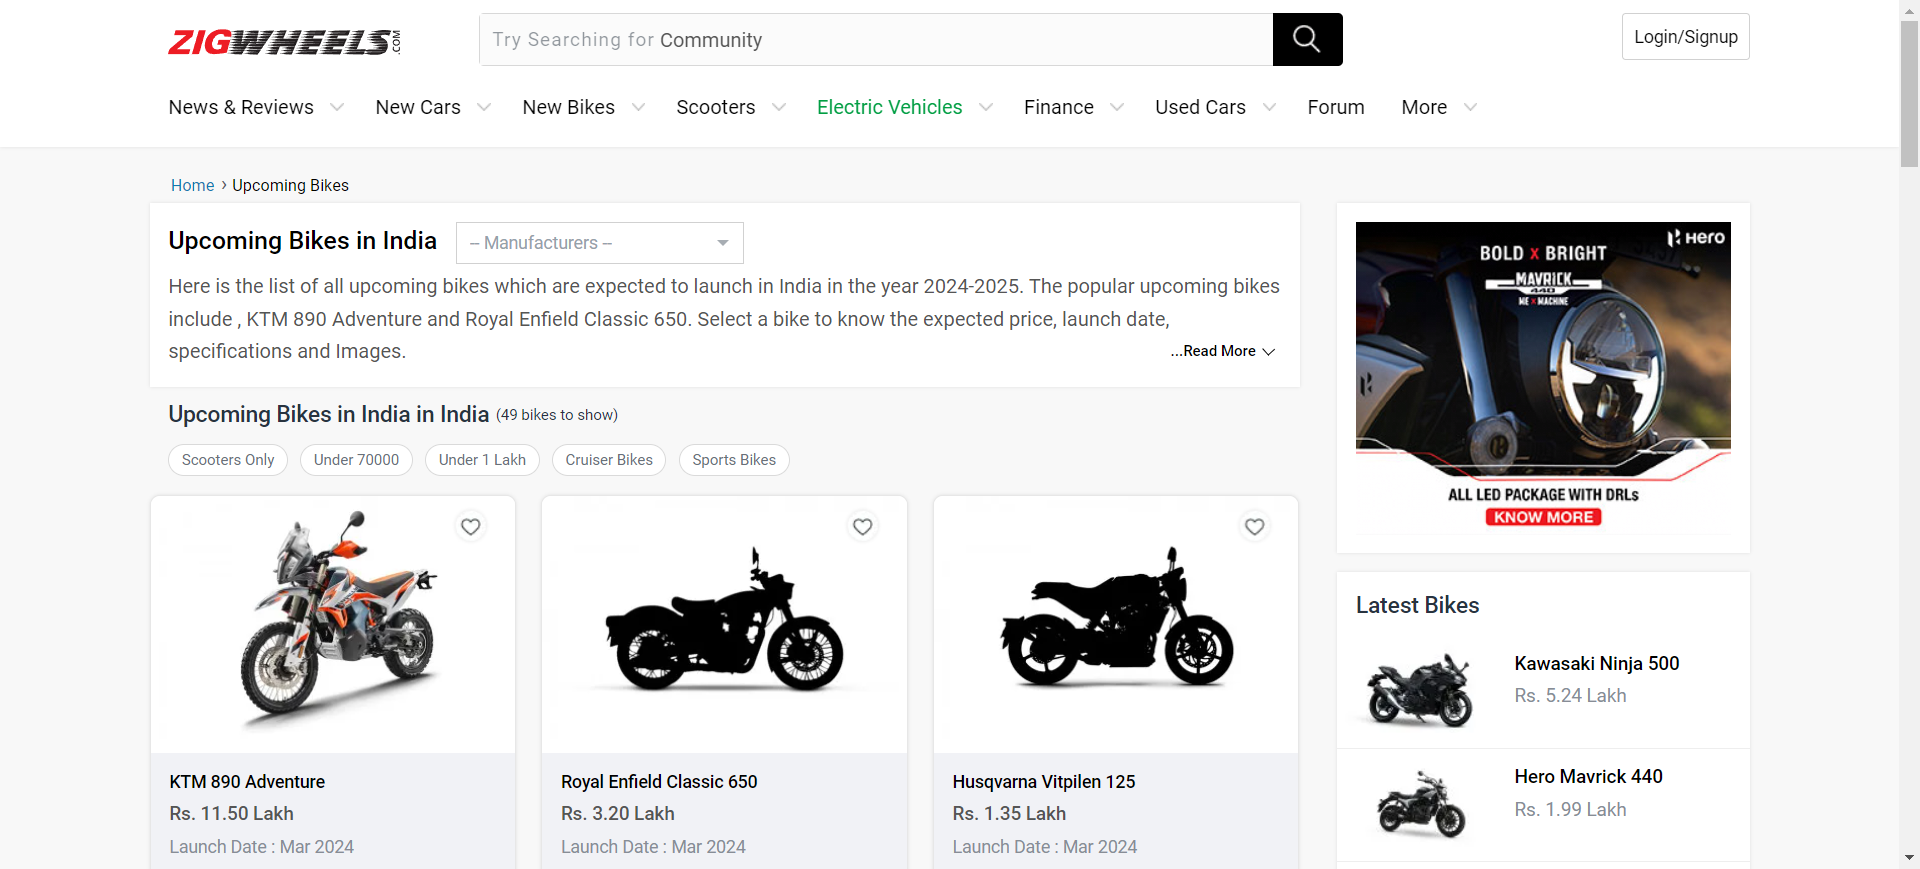 ZIGWHEELS.COM
Try Searching for Community
Login/Signup
News & Reviews New Cars New Bikes Scooters Electric Vehicles Finance Used Cars Forum More
Home › Upcoming Bikes
Upcoming Bikes in India
-- Manufacturers --
Here is the list of all upcoming bikes which are expected to launch in India in the year 2024-2025. The popular upcoming bikes
include , KTM 890 Adventure and Royal Enfield Classic 650. Select a bike to know the expected price, launch date,
specifications and Images.
...Read More
Upcoming Bikes in India in India (49 bikes to show)
Scooters Only Under 70000 Under 1 Lakh Cruiser Bikes Sports Bikes
KTM 890 Adventure
Rs. 11.50 Lakh
Launch Date : Mar 2024
Royal Enfield Classic 650
Rs. 3.20 Lakh
Launch Date : Mar 2024
Husqvarna Vitpilen 125
Rs. 1.35 Lakh
Launch Date : Mar 2024
Hero
BOLD X BRIGHT
MAVRICK
440
ME X MACHINE
ALL LED PACKAGE WITH DRLs
KNOW MORE
Latest Bikes
Kawasaki Ninja 500
Rs. 5.24 Lakh
Hero Mavrick 440
Rs. 1.99 Lakh